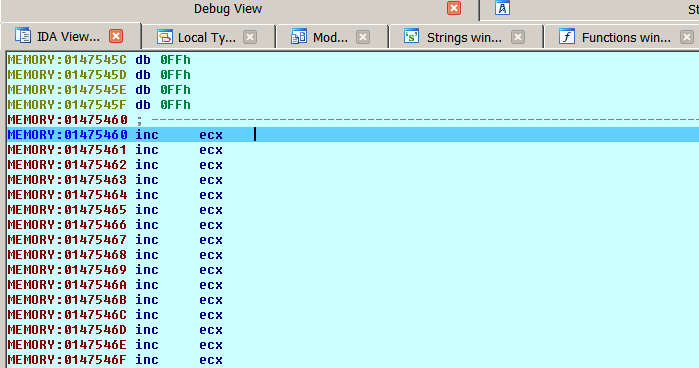 Debug View St
IDA View... Local Ty... Mod... 's' Strings win... f Functions win...
MEMORY:0147545C db 0FFh
MEMORY:0147545D db 0FFh
MEMORY:0147545E db 0FFh
MEMORY:0147545F db 0FFh
MEMORY:01475460 ; ---------------------------------------------------------------
MEMORY:01475460 inc ecx
MEMORY:01475461 inc ecx
MEMORY:01475462 inc ecx
MEMORY:01475463 inc ecx
MEMORY:01475464 inc ecx
MEMORY:01475465 inc ecx
MEMORY:01475466 inc ecx
MEMORY:01475467 inc ecx
MEMORY:01475468 inc ecx
MEMORY:01475469 inc ecx
MEMORY:0147546A inc ecx
MEMORY:0147546B inc ecx
MEMORY:0147546C inc ecx
MEMORY:0147546D inc ecx
MEMORY:0147546E inc ecx
MEMORY:0147546F inc ecx